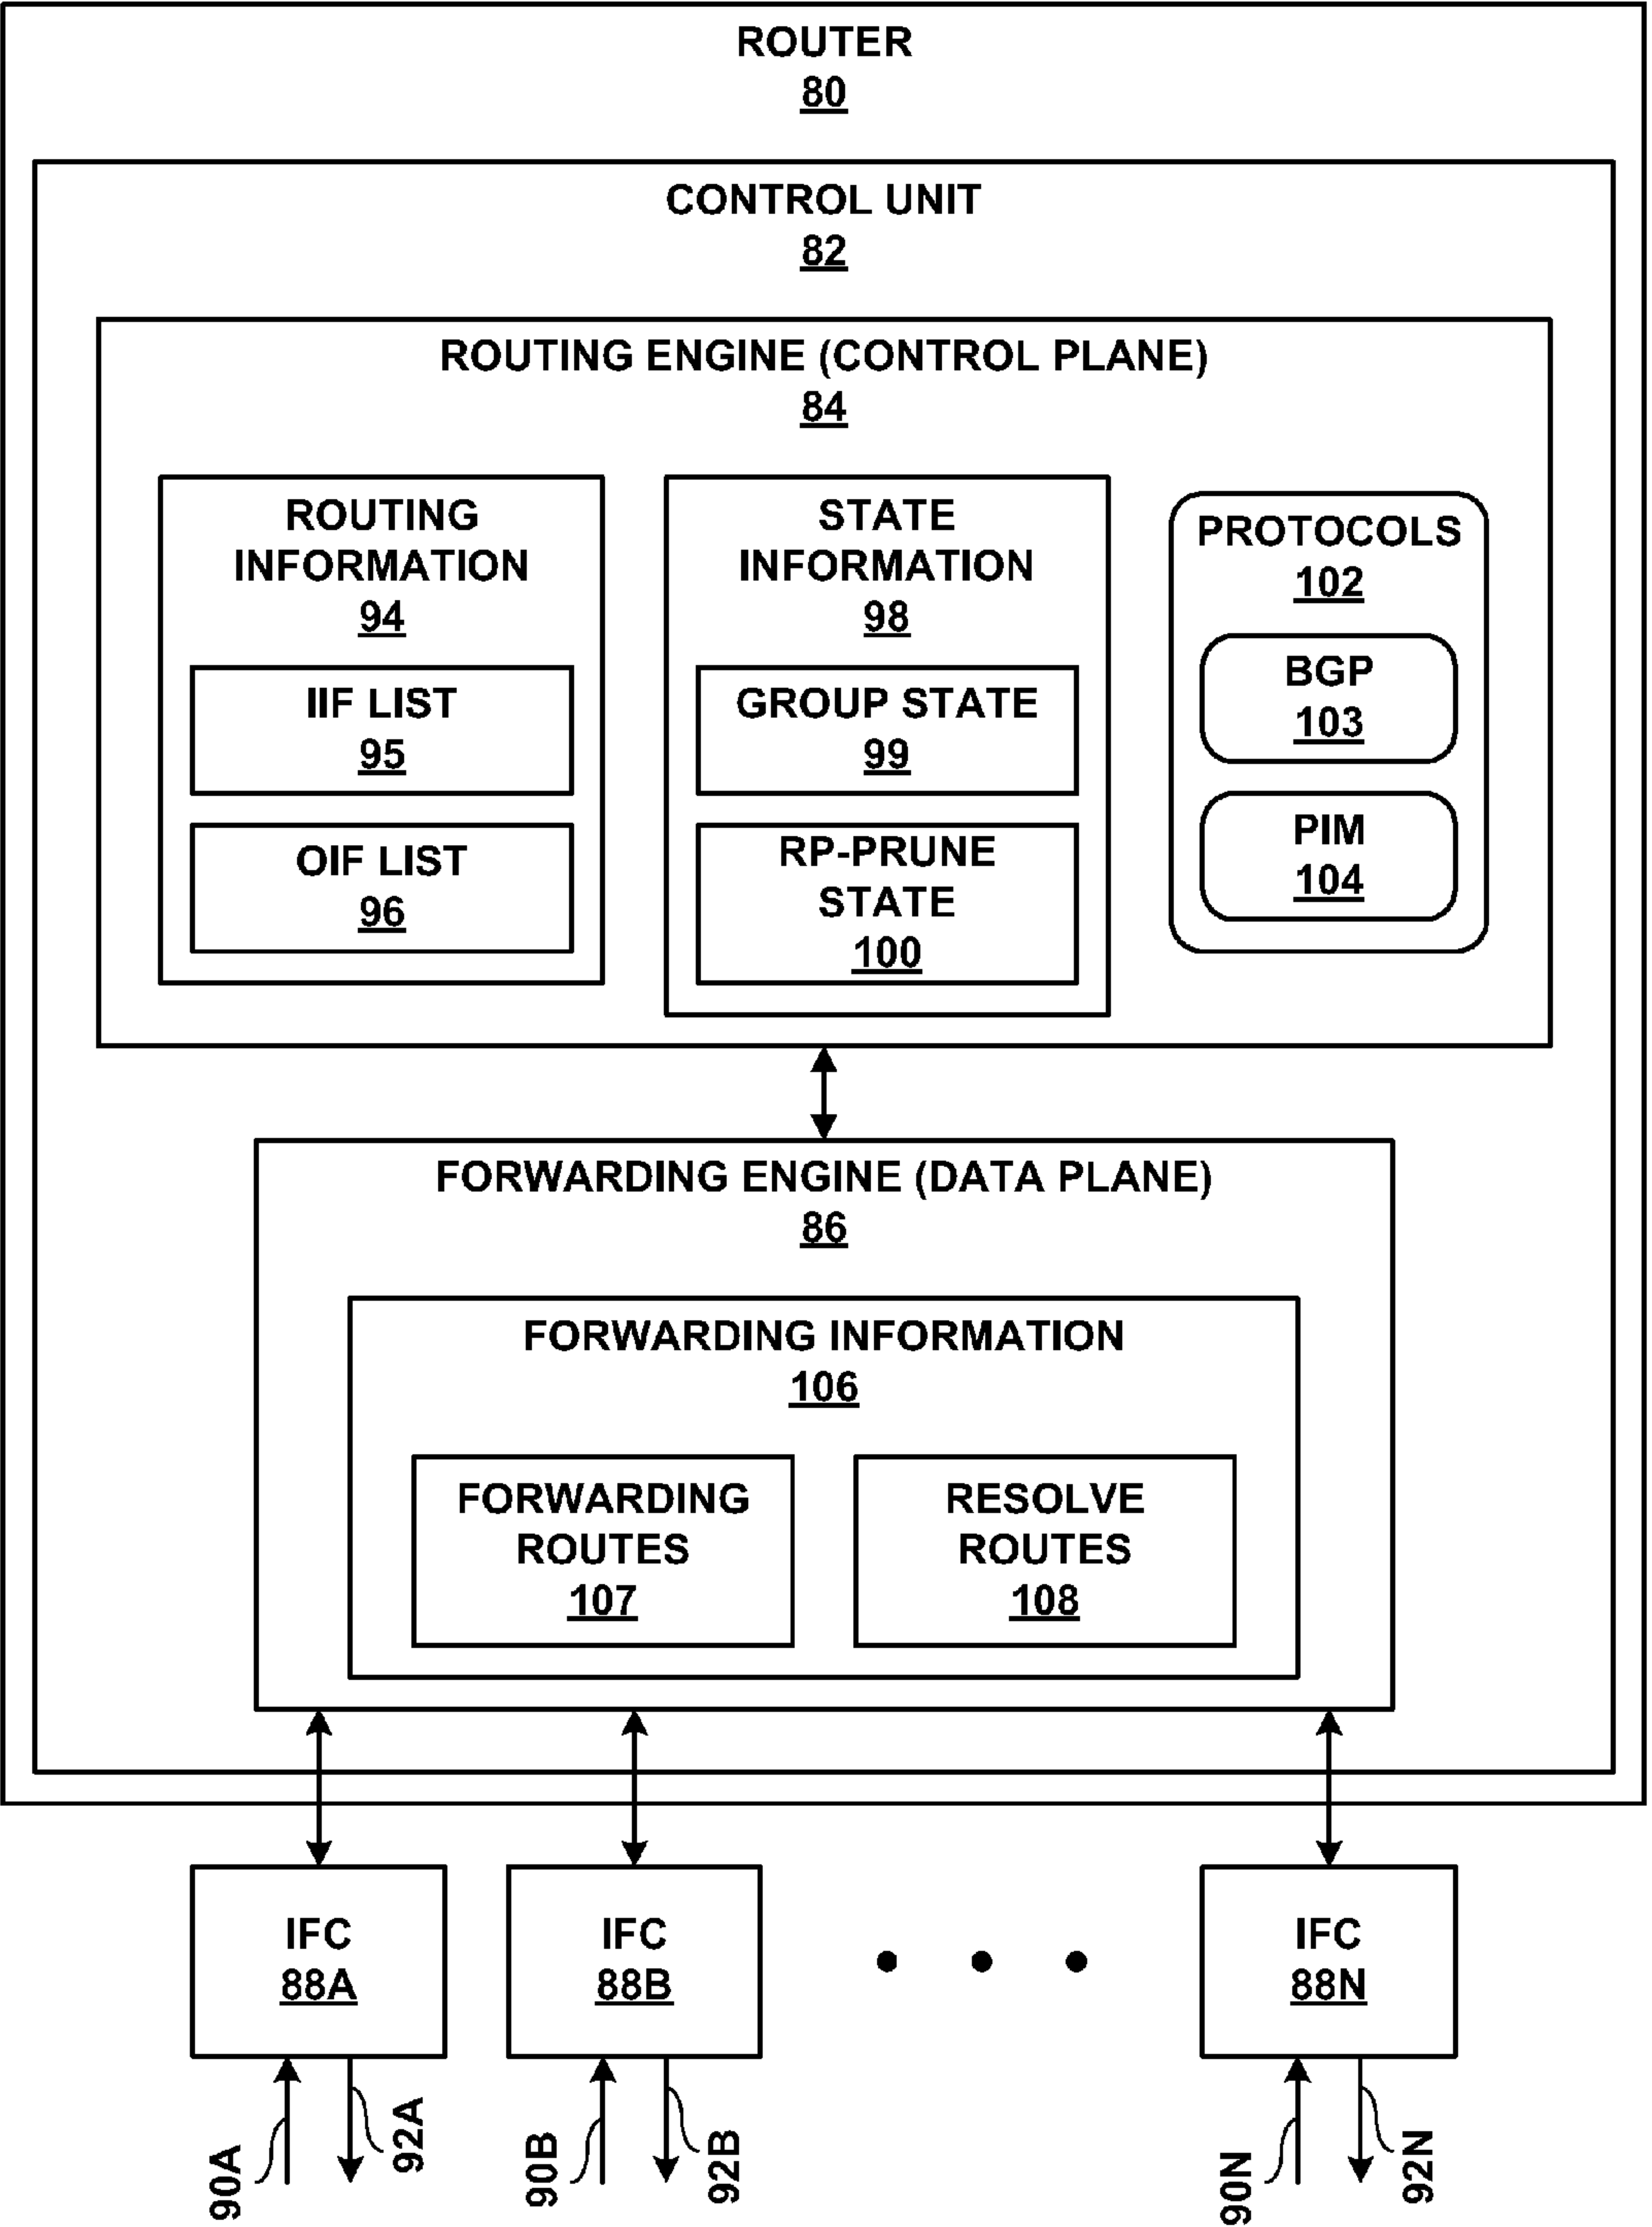 ROUTER
80
CONTROL UNIT
82
ROUTING ENGINE (CONTROL PLANE)
84
ROUTING
INFORMATION
94
IIF LIST
95
OIF LIST
96
STATE
INFORMATION
98
GROUP STATE
99
RP-PRUNE
STATE
100
PROTOCOLS
102
BGP
103
PIM
104
FORWARDING ENGINE (DATA PLANE)
86
FORWARDING INFORMATION
106
FORWARDING
ROUTES
107
RESOLVE
ROUTES
108
IFC
88A
IFC
88B
IFC
88N
90A
92A
90B
92B
90N
92N